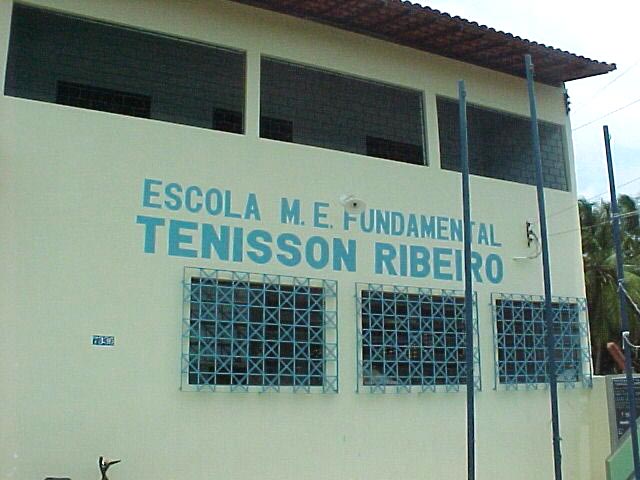 ESCOLA M. E. FUNDAMENTAL
TENISSON RIBEIRO